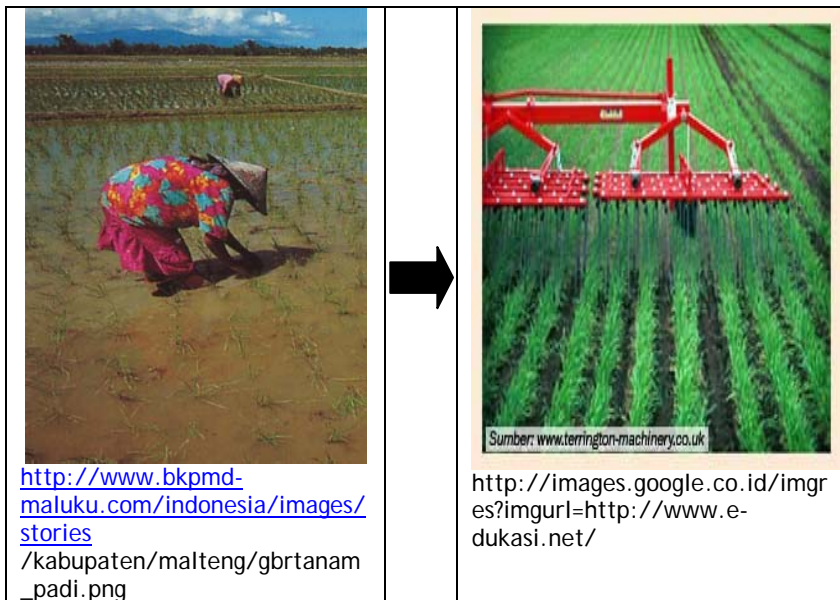 Sumber: www.terrington-machinery.co.uk
http://www.bkpmd-
maluku.com/indonesia/images/
stories
/kabupaten/malteng/gbrtanam
_padi.png
http://images.google.co.id/imgr
es?imgurl=http://www.e-
dukasi.net/